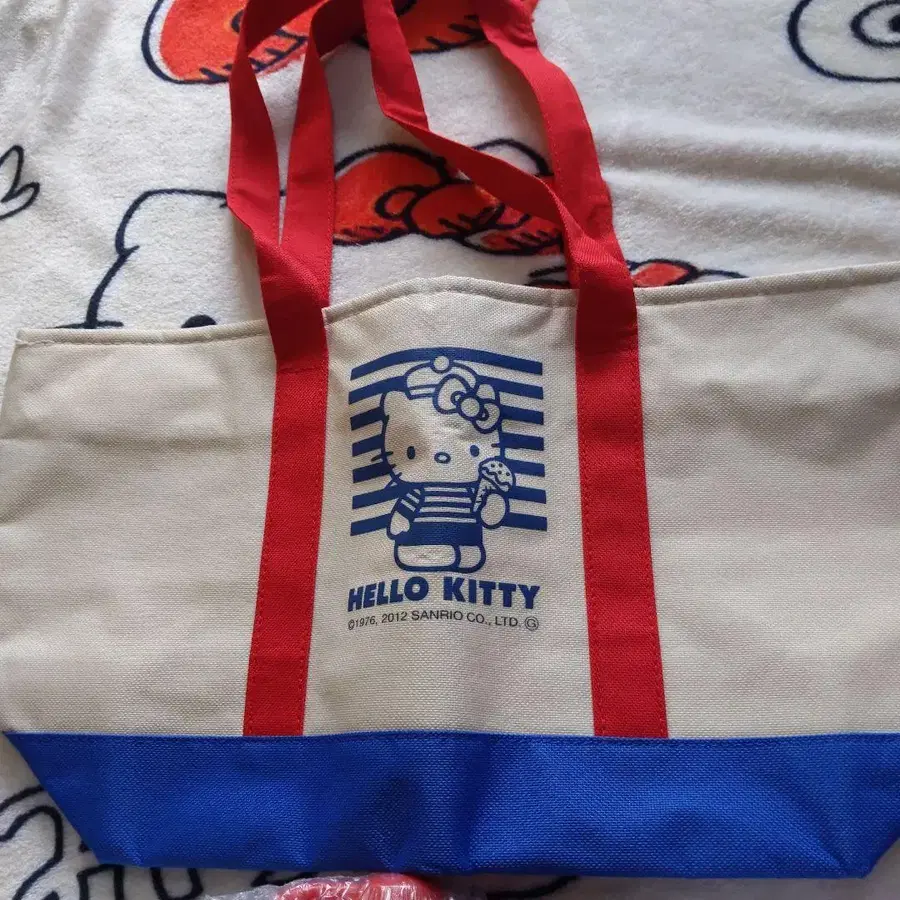 HELLO KITTY
©1976, 2012 SANRIO CO., LTD. Ⓖ